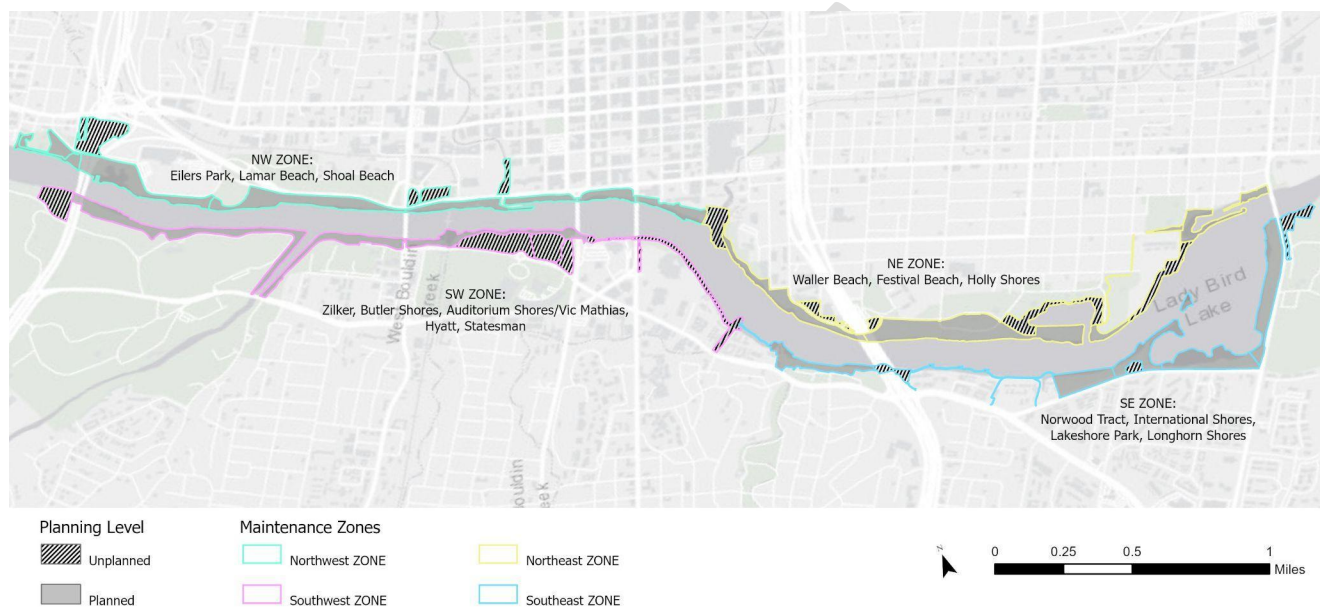 NW ZONE:
Eilers Park, Lamar Beach, Shoal Beach
SW ZONE:
Zilker, Butler Shores, Auditorium Shores/Vic Mathias,
Hyatt, Statesman
NE ZONE:
Waller Beach, Festival Beach, Holly Shores
Lady Bird
Lake
SE ZONE:
Norwood Tract, International Shores,
Lakeshore Park, Longhorn Shores
Planning Level
Unplanned
Planned
Maintenance Zones
Northwest ZONE
Southwest ZONE
Northeast ZONE
Southeast ZONE
N
0 0.25 0.5 1
Miles